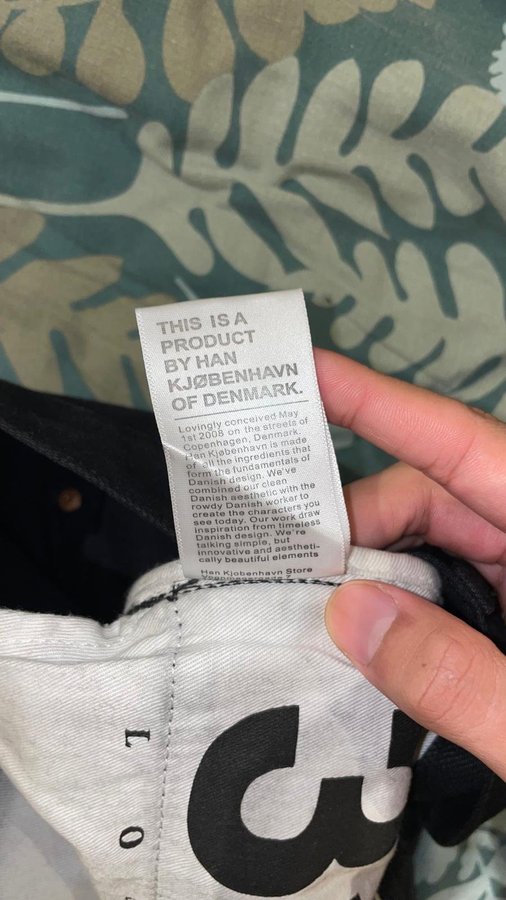 THIS IS A
PRODUCT
BY HAN
KJØBENHAVN
OF DENMARK.
Lovingly conceived May
1st 2008 on the streets of
Copenhagen, Denmark.
Han Kjøbenhavn is made
of all the ingredients that
form the fundamentals of
Danish design. We've
combined our clean
Danish aesthetic with the
rowdy Danish worker to
create the characters you
see today. Our work draw
inspiration from timeless
Danish design. We're
talking simple, but
innovative and aestheti-
cally beautiful elements
Han Kjobenhavn Store
L
O
3